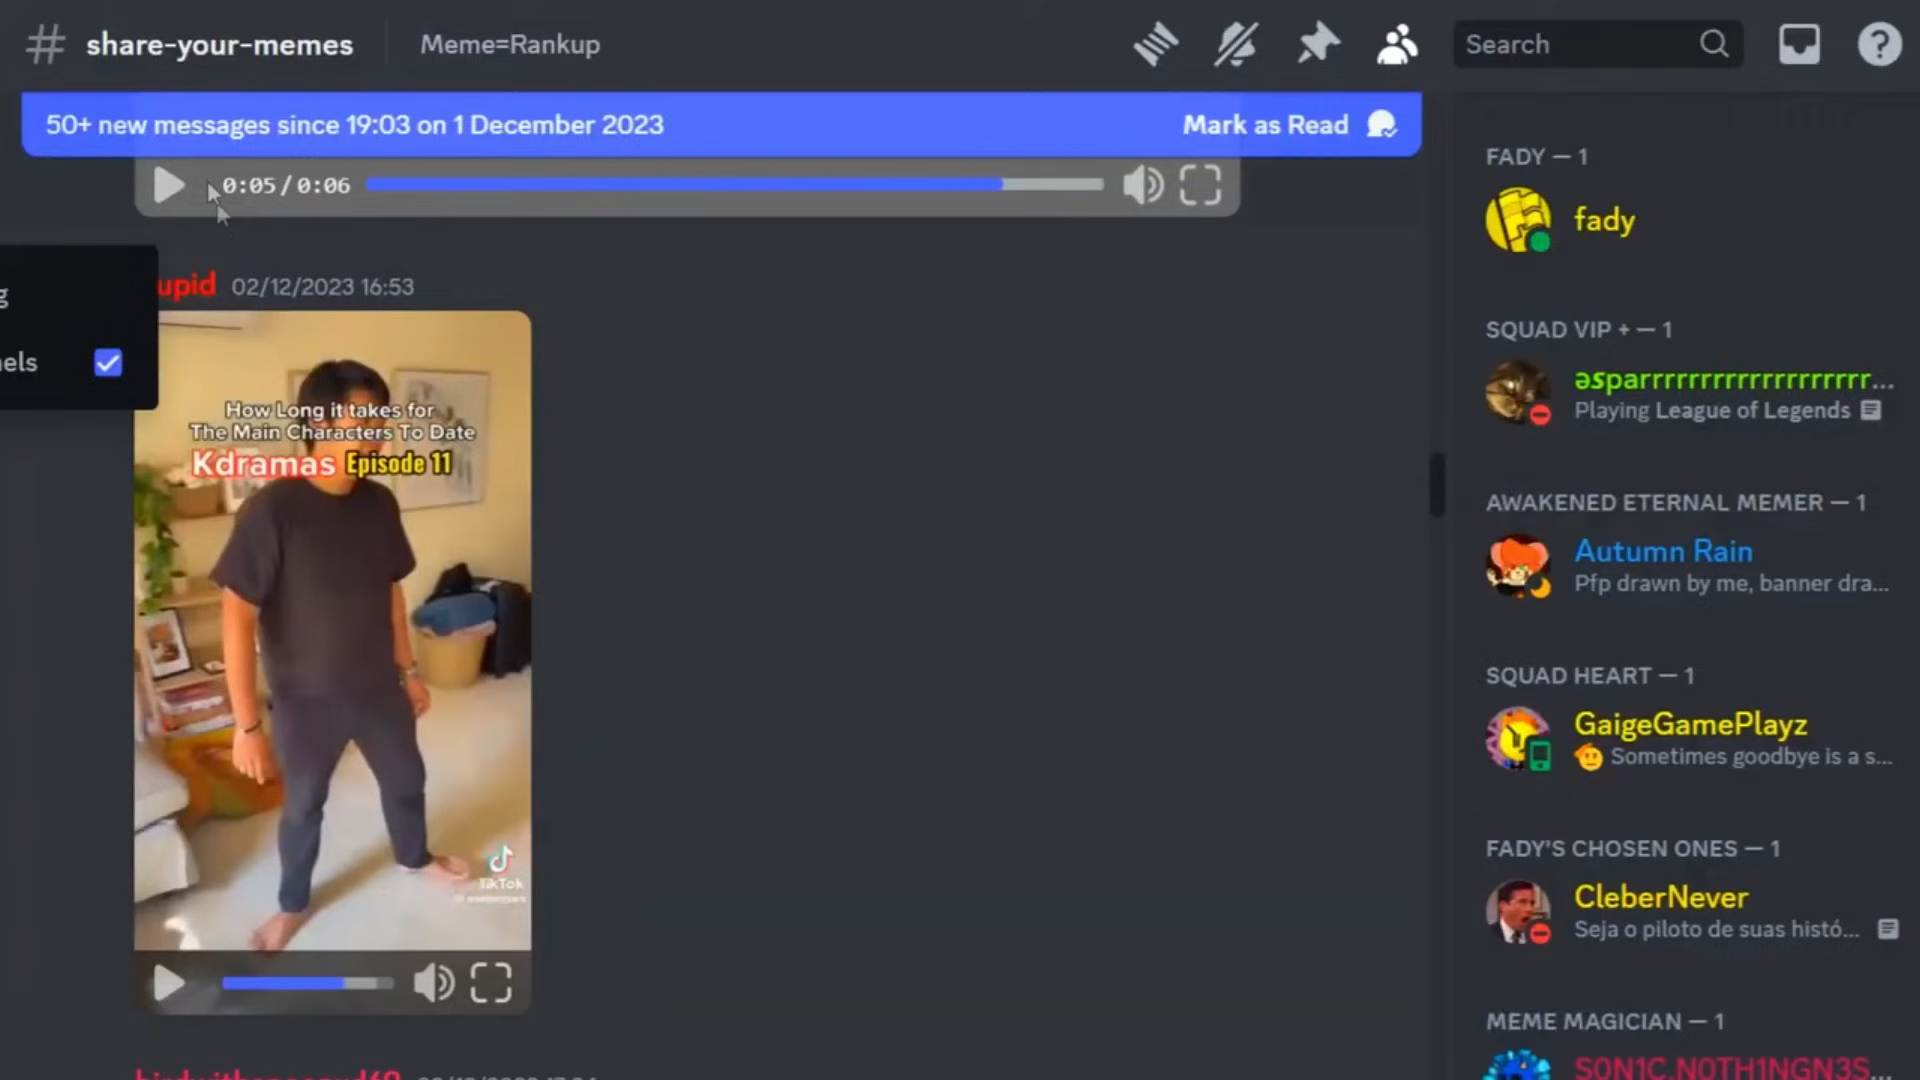 share-your-memes
Meme=Rankup
Search
50+ new messages since 19:03 on 1 December 2023
Mark as Read
0:05/0:06
upid 02/12/2023 16:53
How Long it takes for
The Main Characters To Date
Kdramas Episode 11
TikTok
FADY — 1
fady
SQUAD VIP + — 1
əsparrrrrrrrrrrrrrrrrrr...
Playing League of Legends
AWAKENED ETERNAL MEMER — 1
Autumn Rain
Pfp drawn by me, banner dra...
SQUAD HEART — 1
GaigeGamePlayz
Sometimes goodbye is a s...
FADY'S CHOSEN ONES — 1
CleberNever
Seja o piloto de suas histó...
MEME MAGICIAN — 1
S0N1C.N0TH1NGN3S...